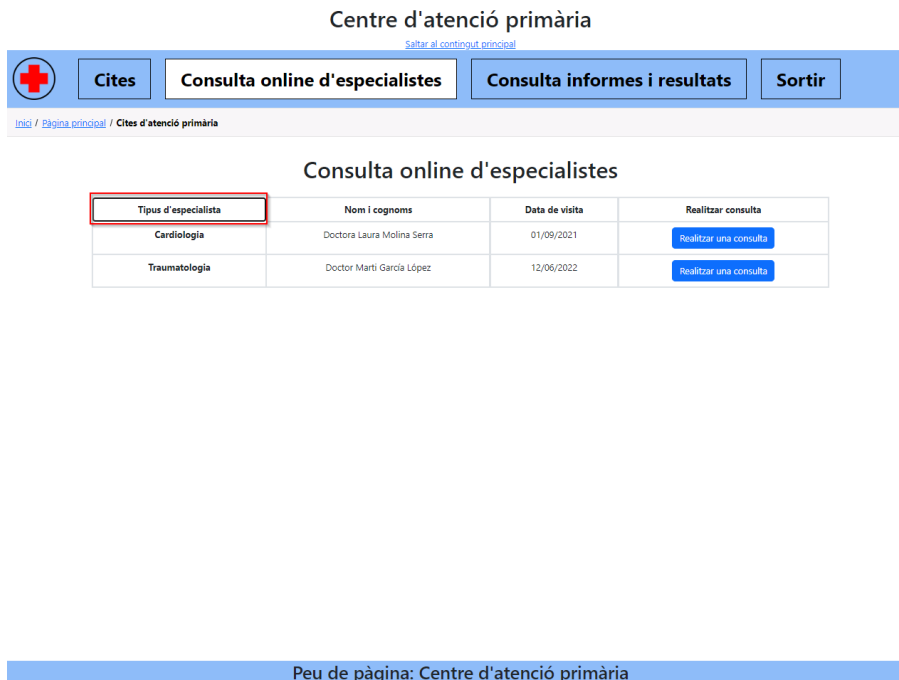 Centre d'atenció primària
Saltar al contingut principal
Cites Consulta online d'especialistes Consulta informes i resultats Sortir
Inici / Pàgina principal / Cites d'atenció primària
Consulta online d'especialistes
Tipus d'especialista Nom i cognoms Data de visita Realitzar consulta
Cardiologia Doctora Laura Molina Serra 01/09/2021 Realitzar una consulta
Traumatologia Doctor Marti García López 12/06/2022 Realitzar una consulta
Peu de pàgina: Centre d'atenció primària